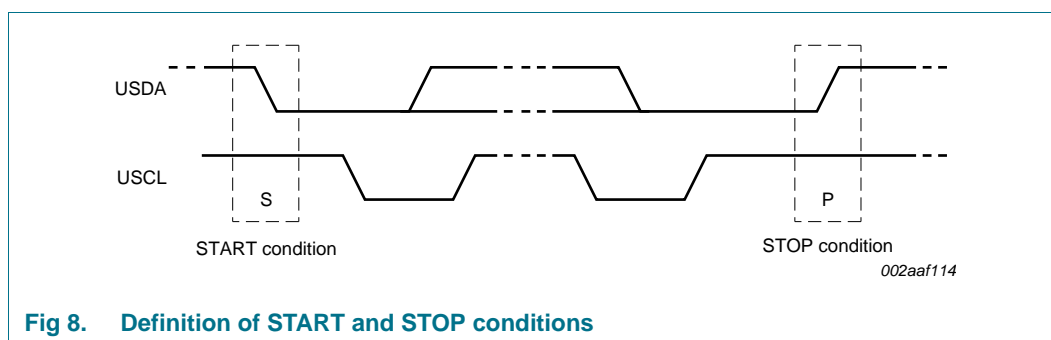 USDA
USCL
S
P
START condition
STOP condition
002aaf114
Fig 8. Definition of START and STOP conditions